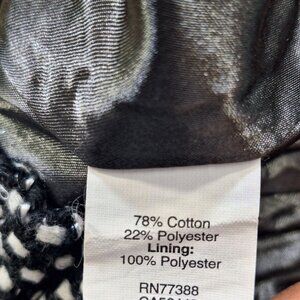 78% Cotton
22% Polyester
Lining:
100% Polyester
RN77388